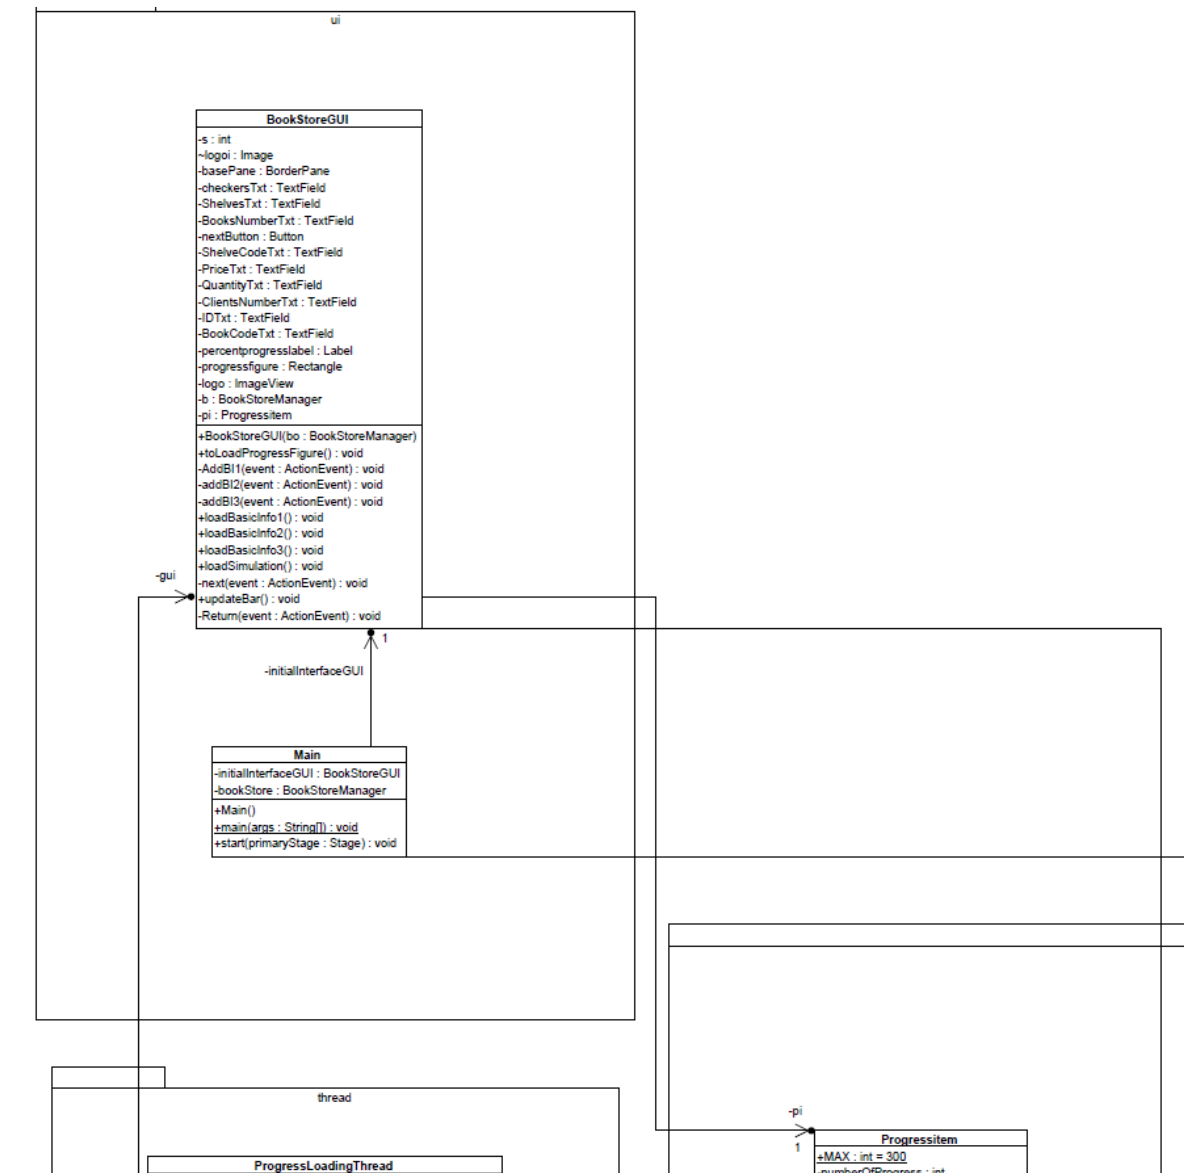 ui
BookStoreGUI
-s : int
~logoi : Image
-basePane : BorderPane
-checkersTxt : TextField
-ShelvesTxt : TextField
-BooksNumberTxt : TextField
-nextButton : Button
-ShelveCodeTxt : TextField
-PriceTxt : TextField
-QuantityTxt : TextField
-ClientsNumberTxt : TextField
-IDTxt : TextField
-BookCodeTxt : TextField
-percentprogresslabel : Label
-progressfigure : Rectangle
-logo : ImageView
-b : BookStoreManager
-pi : Progressitem
+BookStoreGUI(bo : BookStoreManager)
+toLoadProgressFigure() : void
-AddBI1(event : ActionEvent) : void
-addBI2(event : ActionEvent) : void
-addBI3(event : ActionEvent) : void
+loadBasicInfo1() : void
+loadBasicInfo2() : void
+loadBasicInfo3() : void
+loadSimulation() : void
-next(event : ActionEvent) : void
+updateBar() : void
-Return(event : ActionEvent) : void
-gui
1
-initialInterfaceGUI
Main
-initialInterfaceGUI : BookStoreGUI
-bookStore : BookStoreManager
+Main()
+main(args : String[]) : void
+start(primaryStage : Stage) : void
thread
ProgressLoadingThread
-pi
1
Progressitem
+MAX : int = 300
-numberOfProgress : int